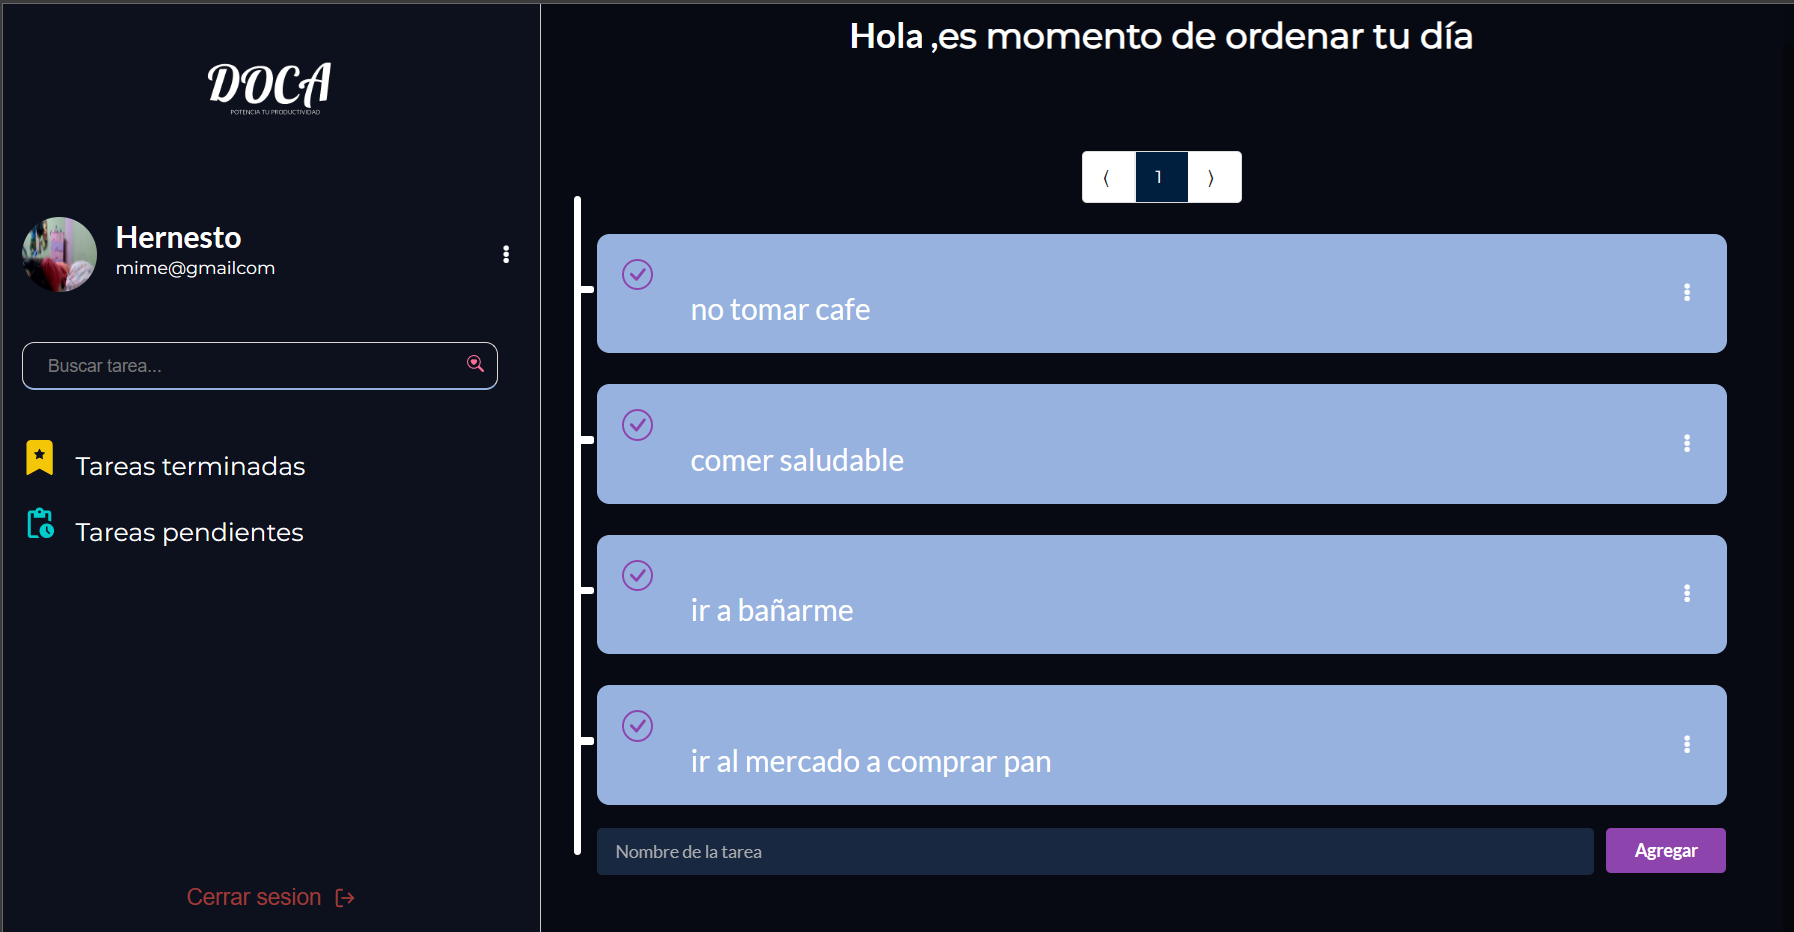 DOCA
POTENCIA TU PRODUCTIVIDAD
Hernesto
mime@gmailcom
Buscar tarea...
Tareas terminadas
Tareas pendientes
Cerrar sesion
Hola ,es momento de ordenar tu día
⟨ 1 ⟩
no tomar cafe
comer saludable
ir a bañarme
ir al mercado a comprar pan
Nombre de la tarea
Agregar